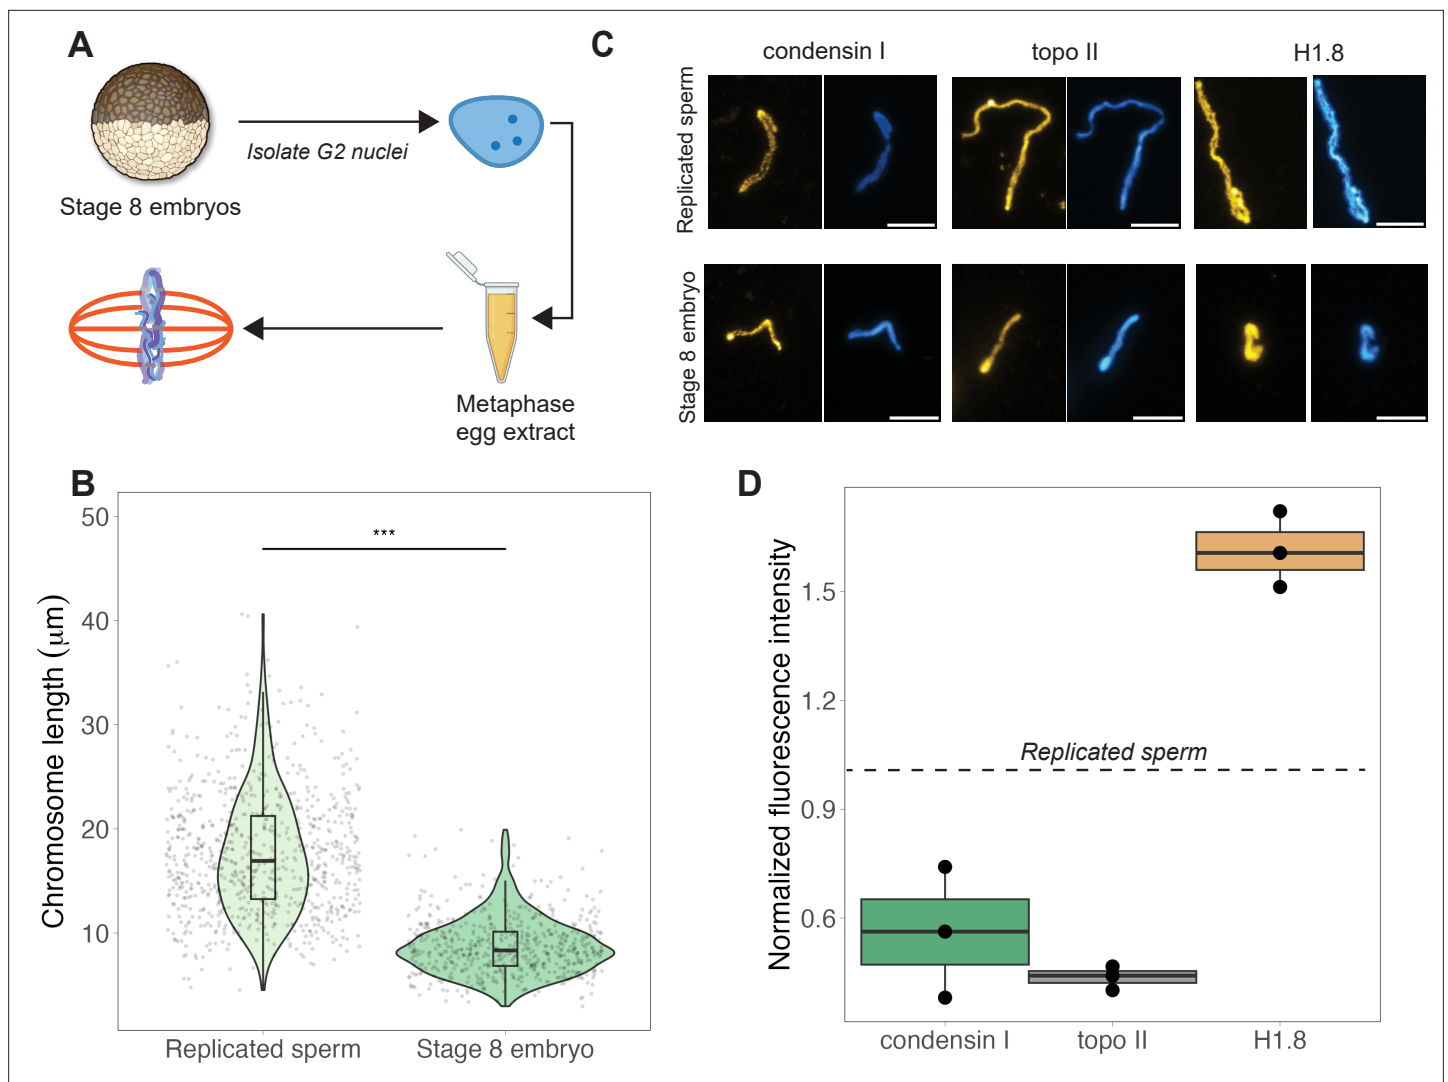 A
Isolate G2 nuclei
Stage 8 embryos
Metaphase
egg extract
C
condensin I
topo II
H1.8
Replicated sperm
Stage 8 embryo
B
***
Chromosome length (μm)
50
40
30
20
10
Replicated sperm
Stage 8 embryo
D
Normalized fluorescence intensity
1.5
1.2
0.9
0.6
Replicated sperm
condensin I
topo II
H1.8